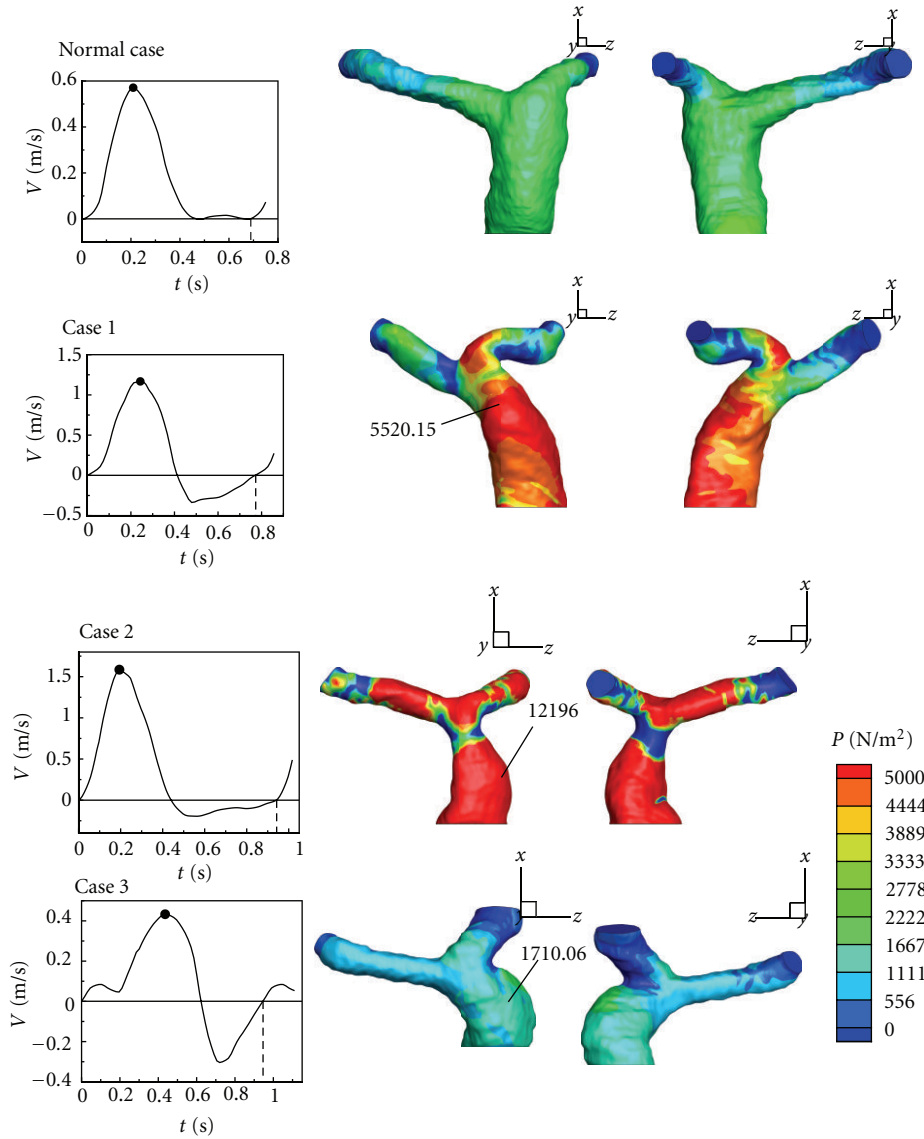 Normal case
0.6
0.4
0.2
0
V (m/s)
0 0.2 0.4 0.6 0.8
t (s)
x
y z
x
z y
Case 1
1.5
1
0.5
0
−0.5
V (m/s)
0 0.2 0.4 0.6 0.8
t (s)
x
y z
x
z y
5520.15
Case 2
1.5
1
0.5
0
V (m/s)
0 0.2 0.4 0.6 0.8 1
t (s)
x
y z
x
z y
12196
Case 3
0.4
0.2
0
−0.2
−0.4
V (m/s)
0 0.2 0.4 0.6 0.8 1
t (s)
x
z
x
z y
1710.06
P (N/m²)
5000
4444
3889
3333
2778
2222
1667
1111
556
0